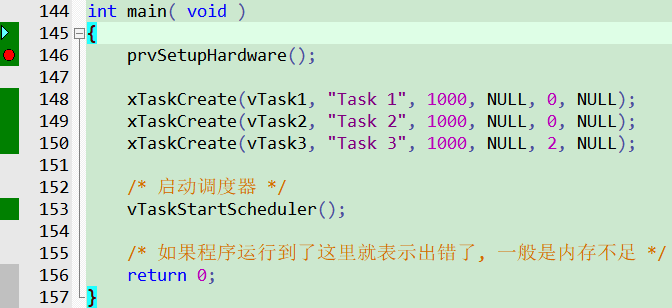 144 int main( void )
145 {
146 prvSetupHardware();
147
148 xTaskCreate(vTask1, "Task 1", 1000, NULL, 0, NULL);
149 xTaskCreate(vTask2, "Task 2", 1000, NULL, 0, NULL);
150 xTaskCreate(vTask3, "Task 3", 1000, NULL, 2, NULL);
151
152 /* 启动调度器 */
153 vTaskStartScheduler();
154
155 /* 如果程序运行到了这里就表示出错了, 一般是内存不足 */
156 return 0;
157 }